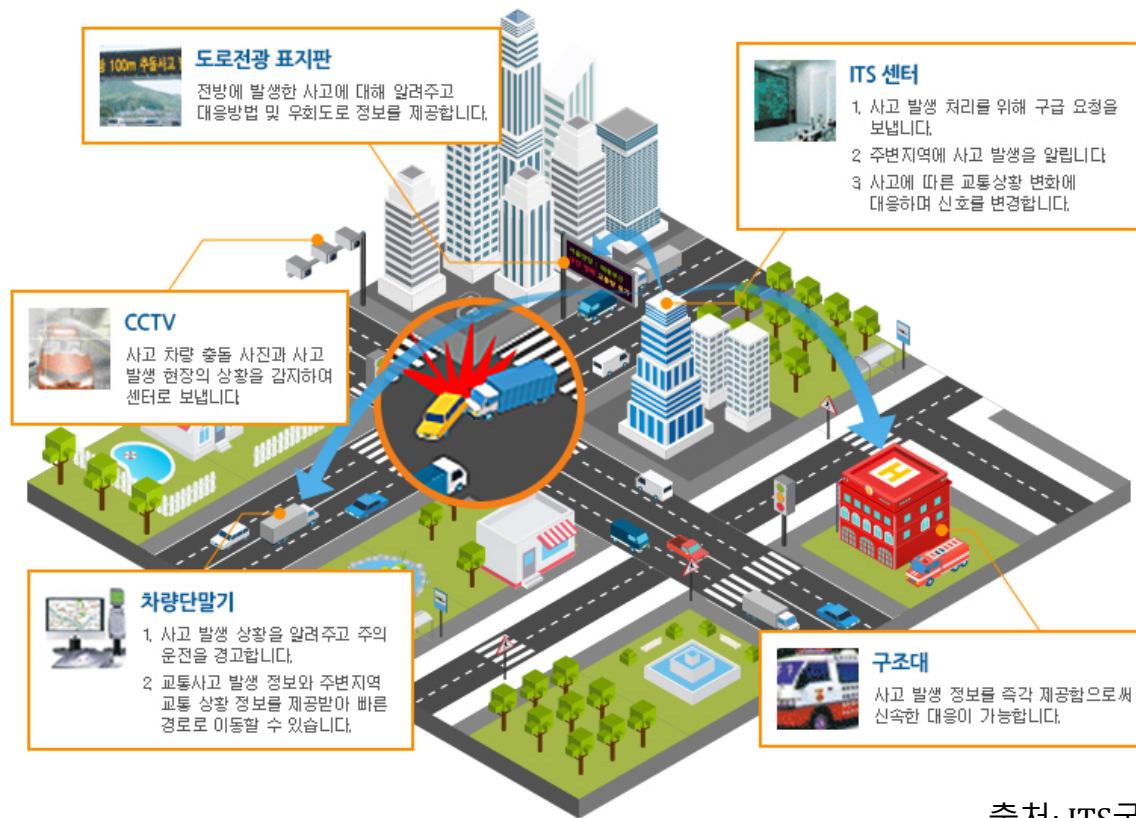 도로전광 표지판
전방에 발생한 사고에 대해 알려주고
대응방법 및 우회도로 정보를 제공합니다.
100m 추돌사고
ITS 센터
1. 사고 발생 처리를 위해 구급 요청을
보냅니다.
2. 주변지역에 사고 발생을 알립니다.
3. 사고에 따른 교통상황 변화에
대응하며 신호를 변경합니다.
CCTV
사고 차량 충돌 사진과 사고
발생 현장의 상황을 감지하여
센터로 보냅니다.
차량단말기
1. 사고 발생 상황을 알려주고 주의
운전을 경고합니다.
2. 교통사고 발생 정보와 주변지역
교통 상황 정보를 제공받아 빠른
경로로 이동할 수 있습니다.
H
구조대
사고 발생 정보를 즉각 제공함으로써
신속한 대응이 가능합니다.
출처: ITS국